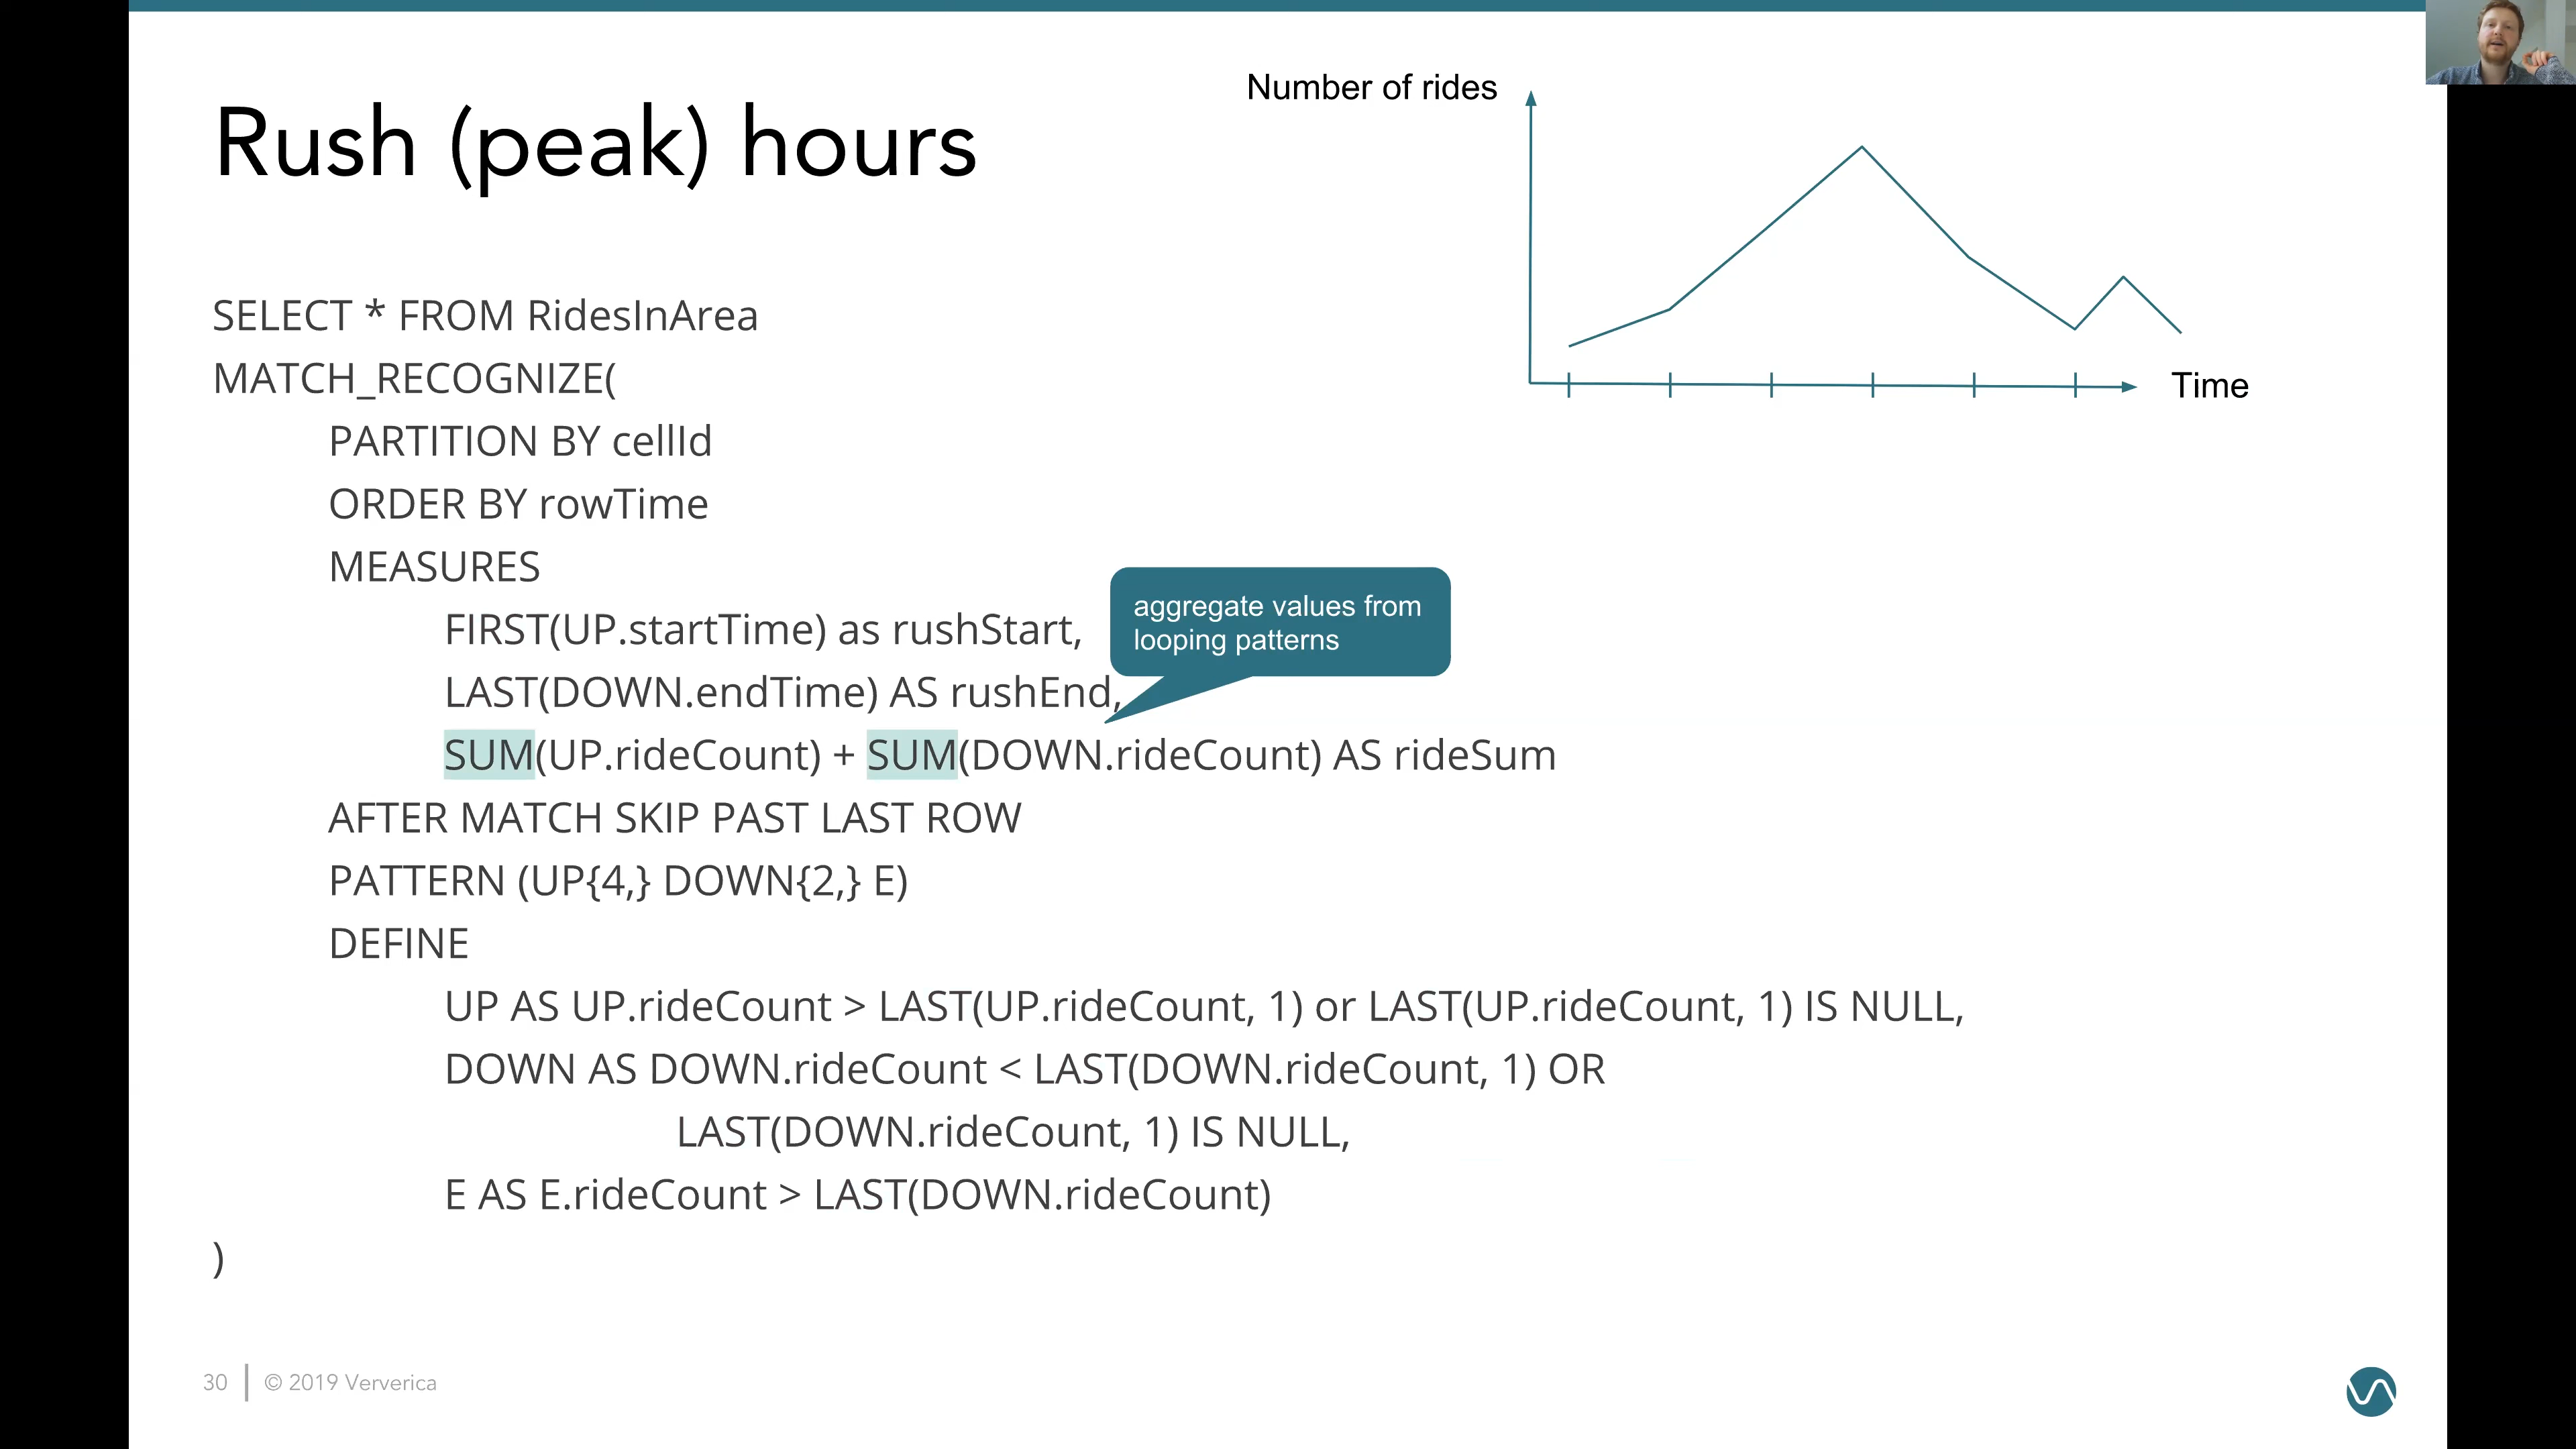 Rush (peak) hours
Number of rides
Time
SELECT * FROM RidesInArea
MATCH_RECOGNIZE(
PARTITION BY cellId
ORDER BY rowTime
MEASURES
FIRST(UP.startTime) as rushStart,
LAST(DOWN.endTime) AS rushEnd,
aggregate values from
looping patterns
SUM(UP.rideCount) + SUM(DOWN.rideCount) AS rideSum
AFTER MATCH SKIP PAST LAST ROW
PATTERN (UP{4,} DOWN{2,} E)
DEFINE
UP AS UP.rideCount > LAST(UP.rideCount, 1) or LAST(UP.rideCount, 1) IS NULL,
DOWN AS DOWN.rideCount < LAST(DOWN.rideCount, 1) OR
LAST(DOWN.rideCount, 1) IS NULL,
E AS E.rideCount > LAST(DOWN.rideCount)
)
30 © 2019 Ververica